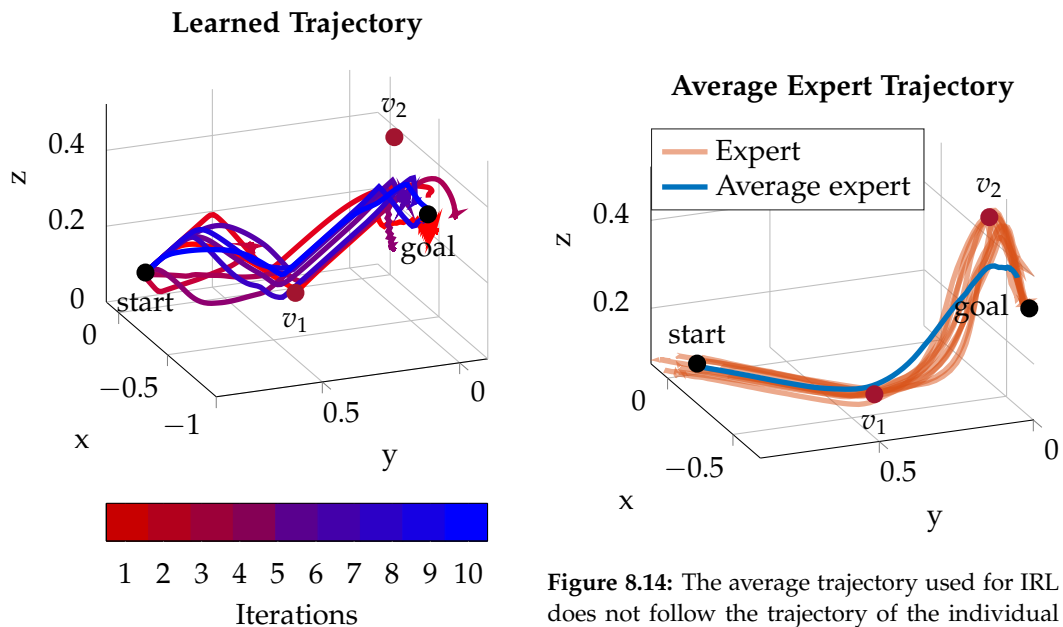 Learned Trajectory
v2
0.4
z
0.2
goal
0
start
v1
0
−0.5
−1
0.5
0
x
y
1 2 3 4 5 6 7 8 9 10
Iterations
Average Expert Trajectory
Expert
Average expert
v2
0.4
z
0.2
goal
start
v1
0
−0.5
0.5
0
x
y
Figure 8.14: The average trajectory used for IRL
does not follow the trajectory of the individual